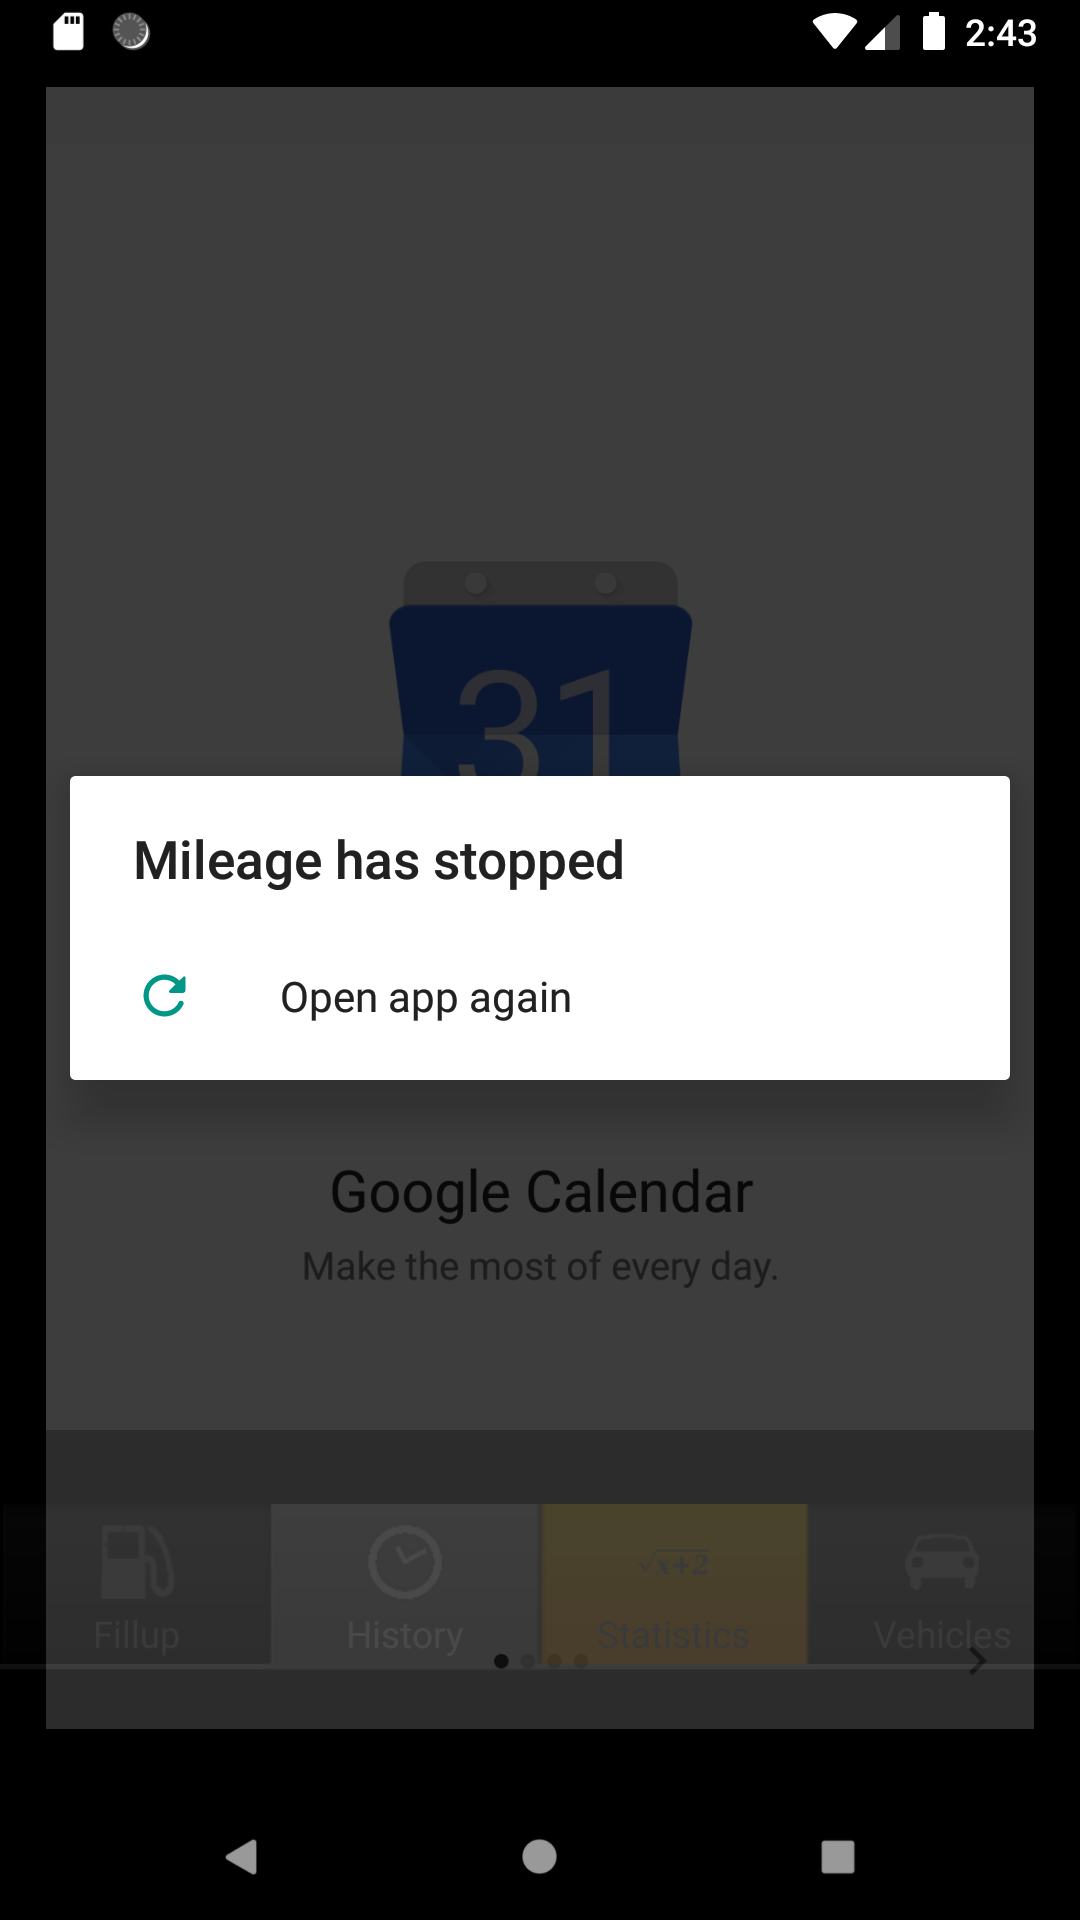 2:43
31
Mileage has stopped
Open app again
Google Calendar
Make the most of every day.
√x+2
Fillup
History
Statistics
Vehicles